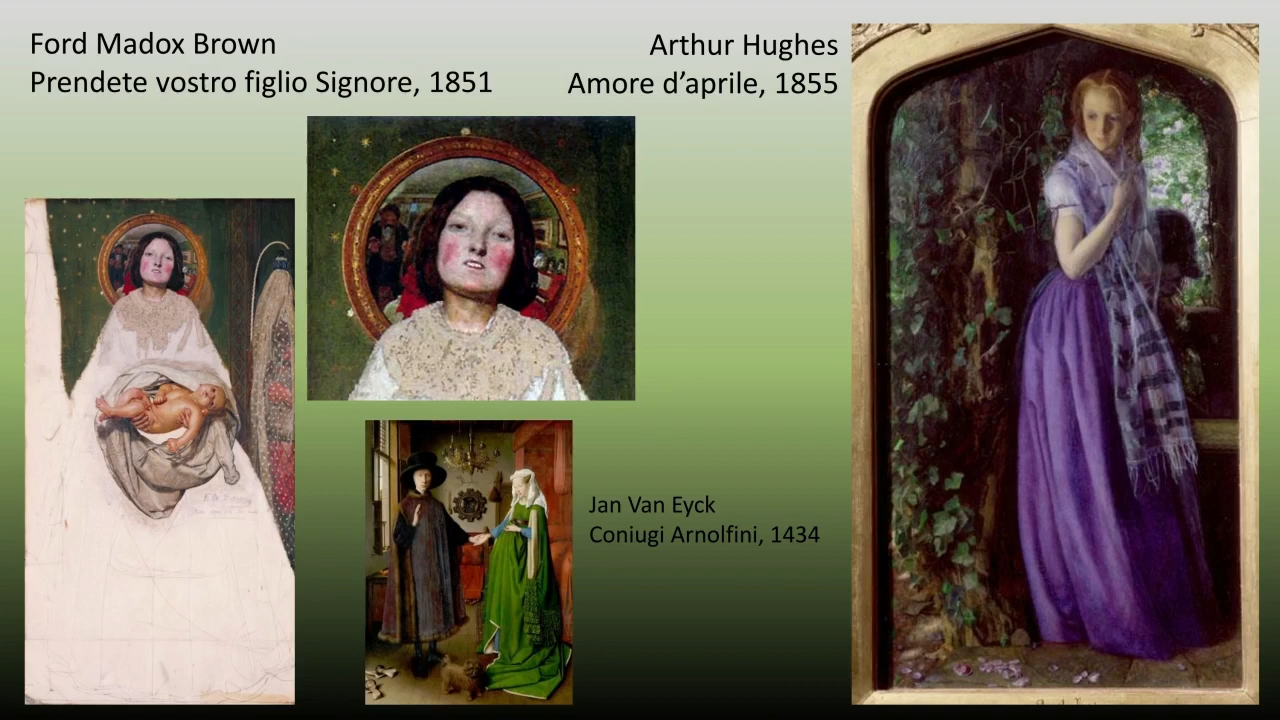 Ford Madox Brown
Prendete vostro figlio Signore, 1851
Arthur Hughes
Amore d’aprile, 1855
Jan Van Eyck
Coniugi Arnolfini, 1434